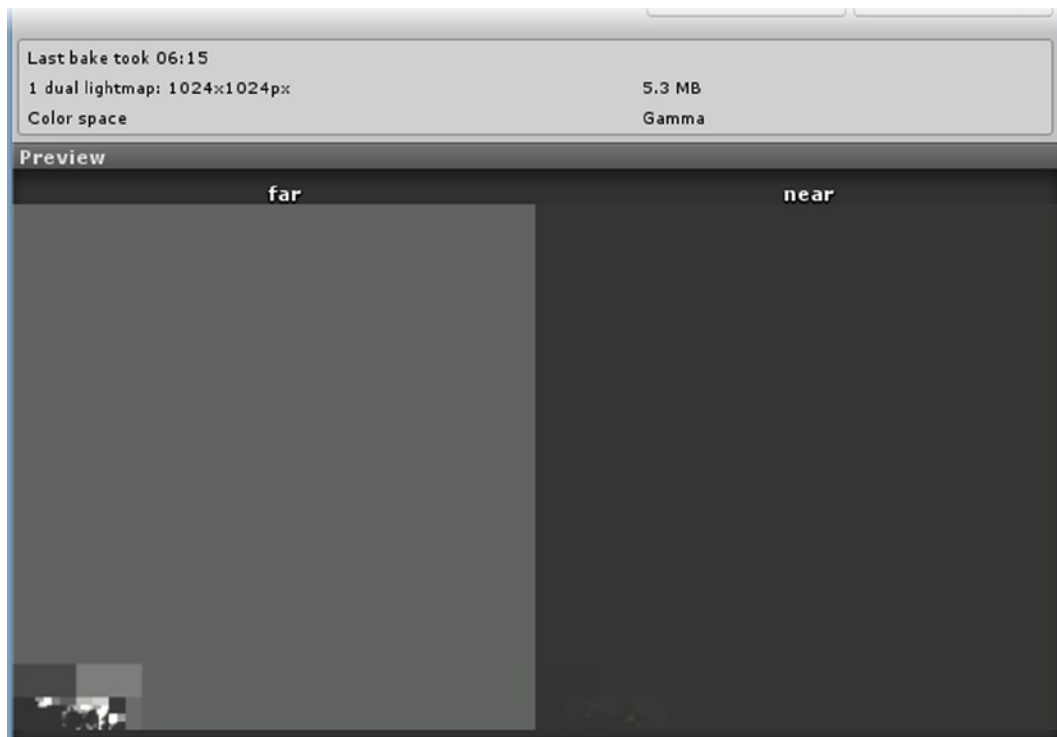 Last bake took 06:15
1 dual lightmap: 1024x1024px 5.3 MB
Color space Gamma
Preview
far near